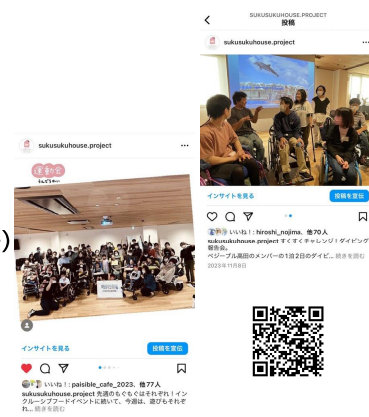 sukusukuhouse.project
運動会
インサイトを見る
投稿を宣伝
いいね!：paisible_cafe_2023、他77人
sukusukuhouse.project 先週のもぐもぐはそれぞれ！イン
クルーシブフードイベントに続いて、今週は、遊びもそれぞ
れ... 続きを読む
)
SUKUSUKUHOUSE.PROJECT
投稿
sukusukuhouse.project
インサイトを見る
投稿を宣伝
いいね!：hiroshi_nojima、他70人
sukusukuhouse.project すくすくチャレンジ！ダイビング
報告会。
ベジーブル高田のメンバーの1泊2日のダイビ... 続きを読む
2023年11月8日